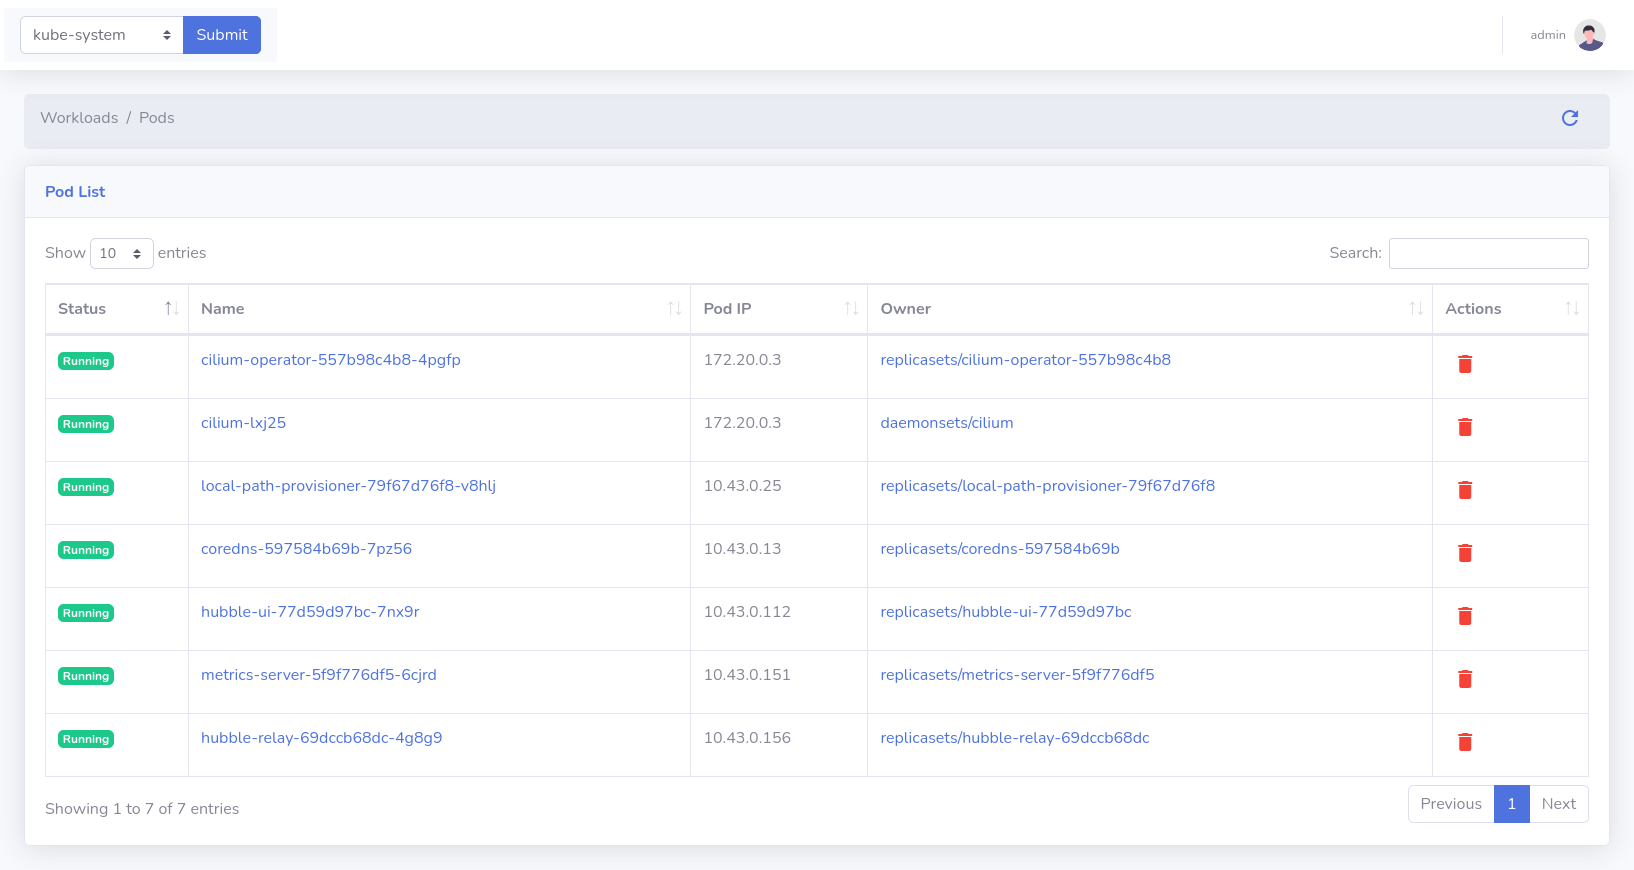 kube-system Submit admin
Workloads / Pods
Pod List
Show 10 entries Search:
Status Name Pod IP Owner Actions
Running cilium-operator-557b98c4b8-4pgfp 172.20.0.3 replicasets/cilium-operator-557b98c4b8
Running cilium-lxj25 172.20.0.3 daemonsets/cilium
Running local-path-provisioner-79f67d76f8-v8hlj 10.43.0.25 replicasets/local-path-provisioner-79f67d76f8
Running coredns-597584b69b-7pz56 10.43.0.13 replicasets/coredns-597584b69b
Running hubble-ui-77d59d97bc-7nx9r 10.43.0.112 replicasets/hubble-ui-77d59d97bc
Running metrics-server-5f9f776df5-6cjrd 10.43.0.151 replicasets/metrics-server-5f9f776df5
Running hubble-relay-69dccb68dc-4g8g9 10.43.0.156 replicasets/hubble-relay-69dccb68dc
Showing 1 to 7 of 7 entries Previous 1 Next